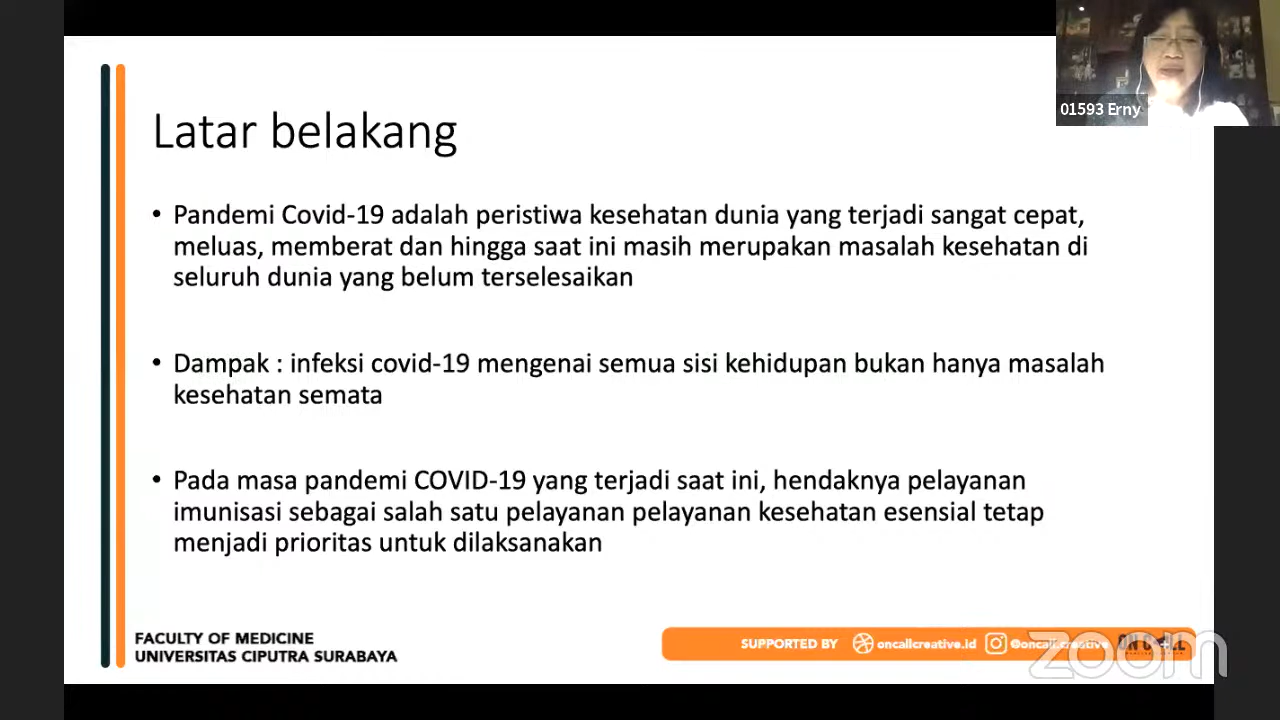 01593 Erny
Latar belakang
• Pandemi Covid-19 adalah peristiwa kesehatan dunia yang terjadi sangat cepat,
meluas, memberat dan hingga saat ini masih merupakan masalah kesehatan di
seluruh dunia yang belum terselesaikan
• Dampak : infeksi covid-19 mengenai semua sisi kehidupan bukan hanya masalah
kesehatan semata
• Pada masa pandemi COVID-19 yang terjadi saat ini, hendaknya pelayanan
imunisasi sebagai salah satu pelayanan pelayanan kesehatan esensial tetap
menjadi prioritas untuk dilaksanakan
FACULTY OF MEDICINE
UNIVERSITAS CIPUTRA SURABAYA
SUPPORTED BY oncallcreative.id @oncall.creative ON CALL
zoom